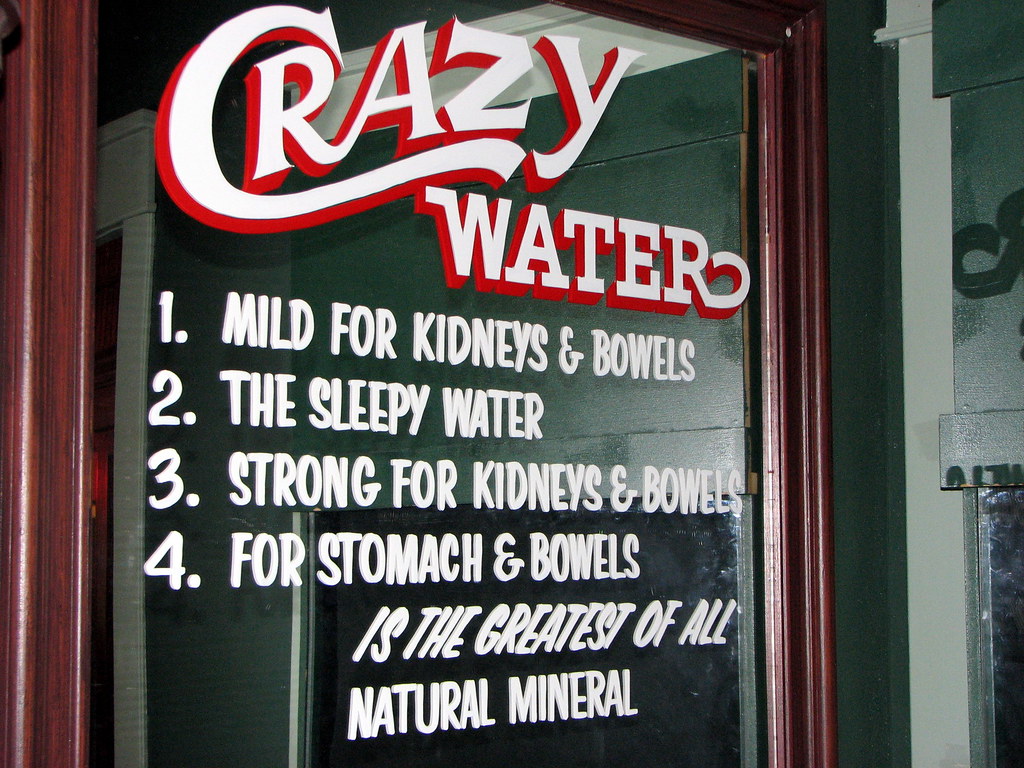 CRAZY
WATER
1. MILD FOR KIDNEYS & BOWELS
2. THE SLEEPY WATER
3. STRONG FOR KIDNEYS & BOWELS
4. FOR STOMACH & BOWELS
IS THE GREATEST OF ALL
NATURAL MINERAL